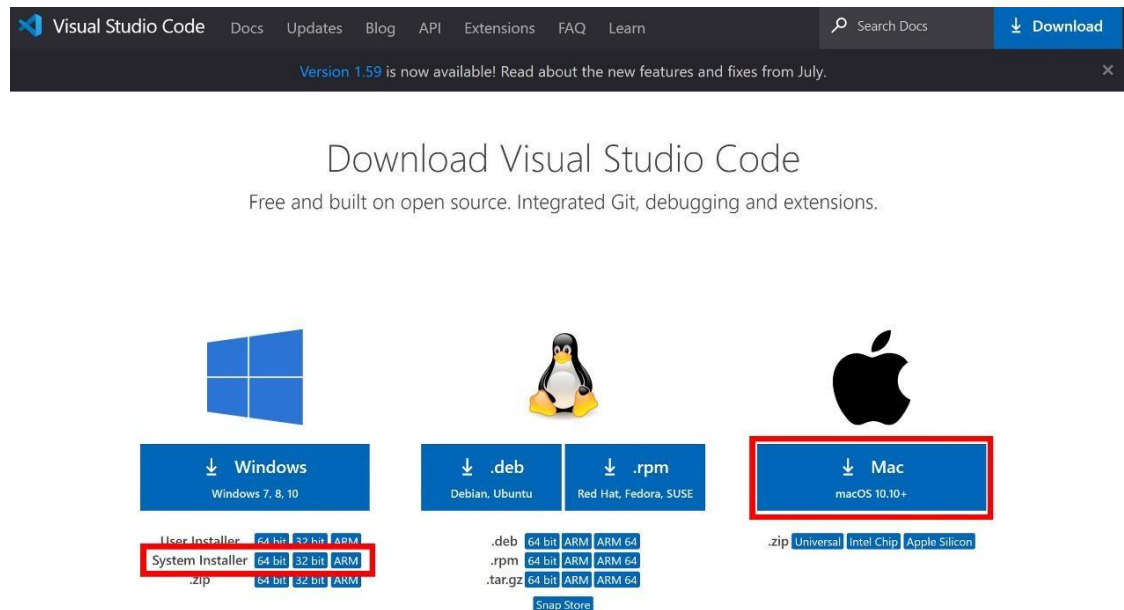 Visual Studio Code Docs Updates Blog API Extensions FAQ Learn Search Docs Download
Version 1.59 is now available! Read about the new features and fixes from July.
Download Visual Studio Code
Free and built on open source. Integrated Git, debugging and extensions.
Windows
Windows 7, 8, 10
User Installer 64 bit 32 bit ARM
System Installer 64 bit 32 bit ARM
.zip 64 bit 32 bit ARM
.deb
Debian, Ubuntu
.rpm
Red Hat, Fedora, SUSE
.deb 64 bit ARM ARM 64
.rpm 64 bit ARM ARM 64
.tar.gz 64 bit ARM ARM 64
Snap Store
Mac
macOS 10.10+
.zip Universal Intel Chip Apple Silicon